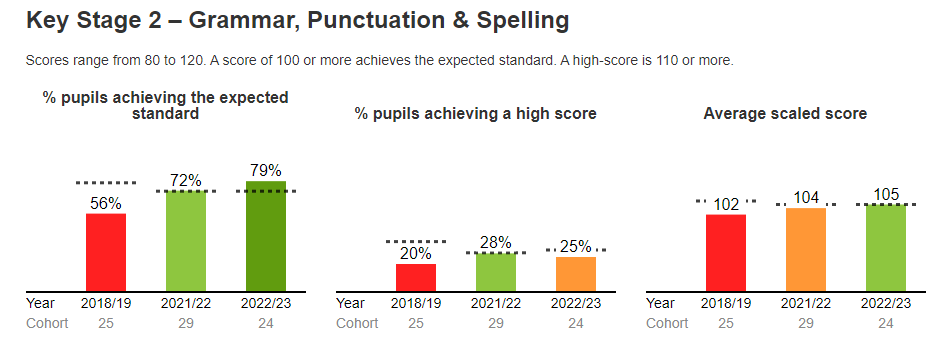 Key Stage 2 – Grammar, Punctuation & Spelling
Scores range from 80 to 120. A score of 100 or more achieves the expected standard. A high-score is 110 or more.
% pupils achieving the expected
standard
56%
72%
79%
Year 2018/19 2021/22 2022/23
Cohort 25 29 24
% pupils achieving a high score
20%
28%
25%
Year 2018/19 2021/22 2022/23
Cohort 25 29 24
Average scaled score
102
104
105
Year 2018/19 2021/22 2022/23
Cohort 25 29 24